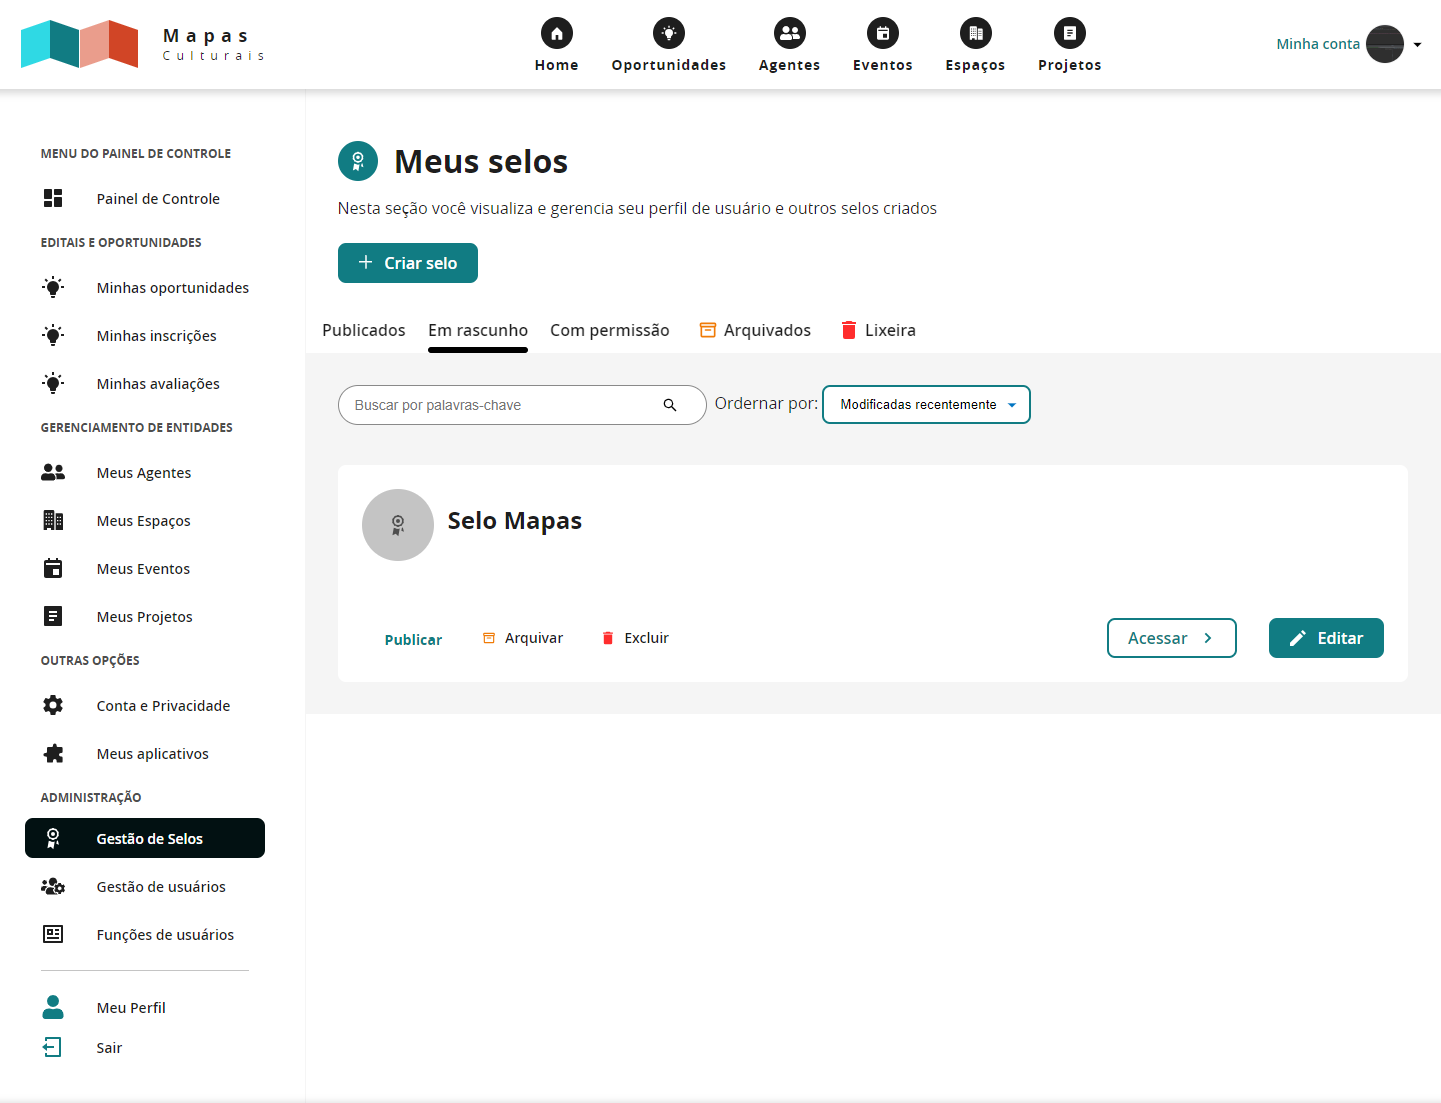 Mapas
Culturais
Home
Oportunidades
Agentes
Eventos
Espaços
Projetos
Minha conta
MENU DO PAINEL DE CONTROLE
Painel de Controle
EDITAIS E OPORTUNIDADES
Minhas oportunidades
Minhas inscrições
Minhas avaliações
GERENCIAMENTO DE ENTIDADES
Meus Agentes
Meus Espaços
Meus Eventos
Meus Projetos
OUTRAS OPÇÕES
Conta e Privacidade
Meus aplicativos
ADMINISTRAÇÃO
Gestão de Selos
Gestão de usuários
Funções de usuários
Meu Perfil
Sair
Meus selos
Nesta seção você visualiza e gerencia seu perfil de usuário e outros selos criados
Criar selo
Publicados Em rascunho Com permissão Arquivados Lixeira
Buscar por palavras-chave Ordernar por: Modificadas recentemente
Selo Mapas
Publicar Arquivar Excluir Acessar Editar